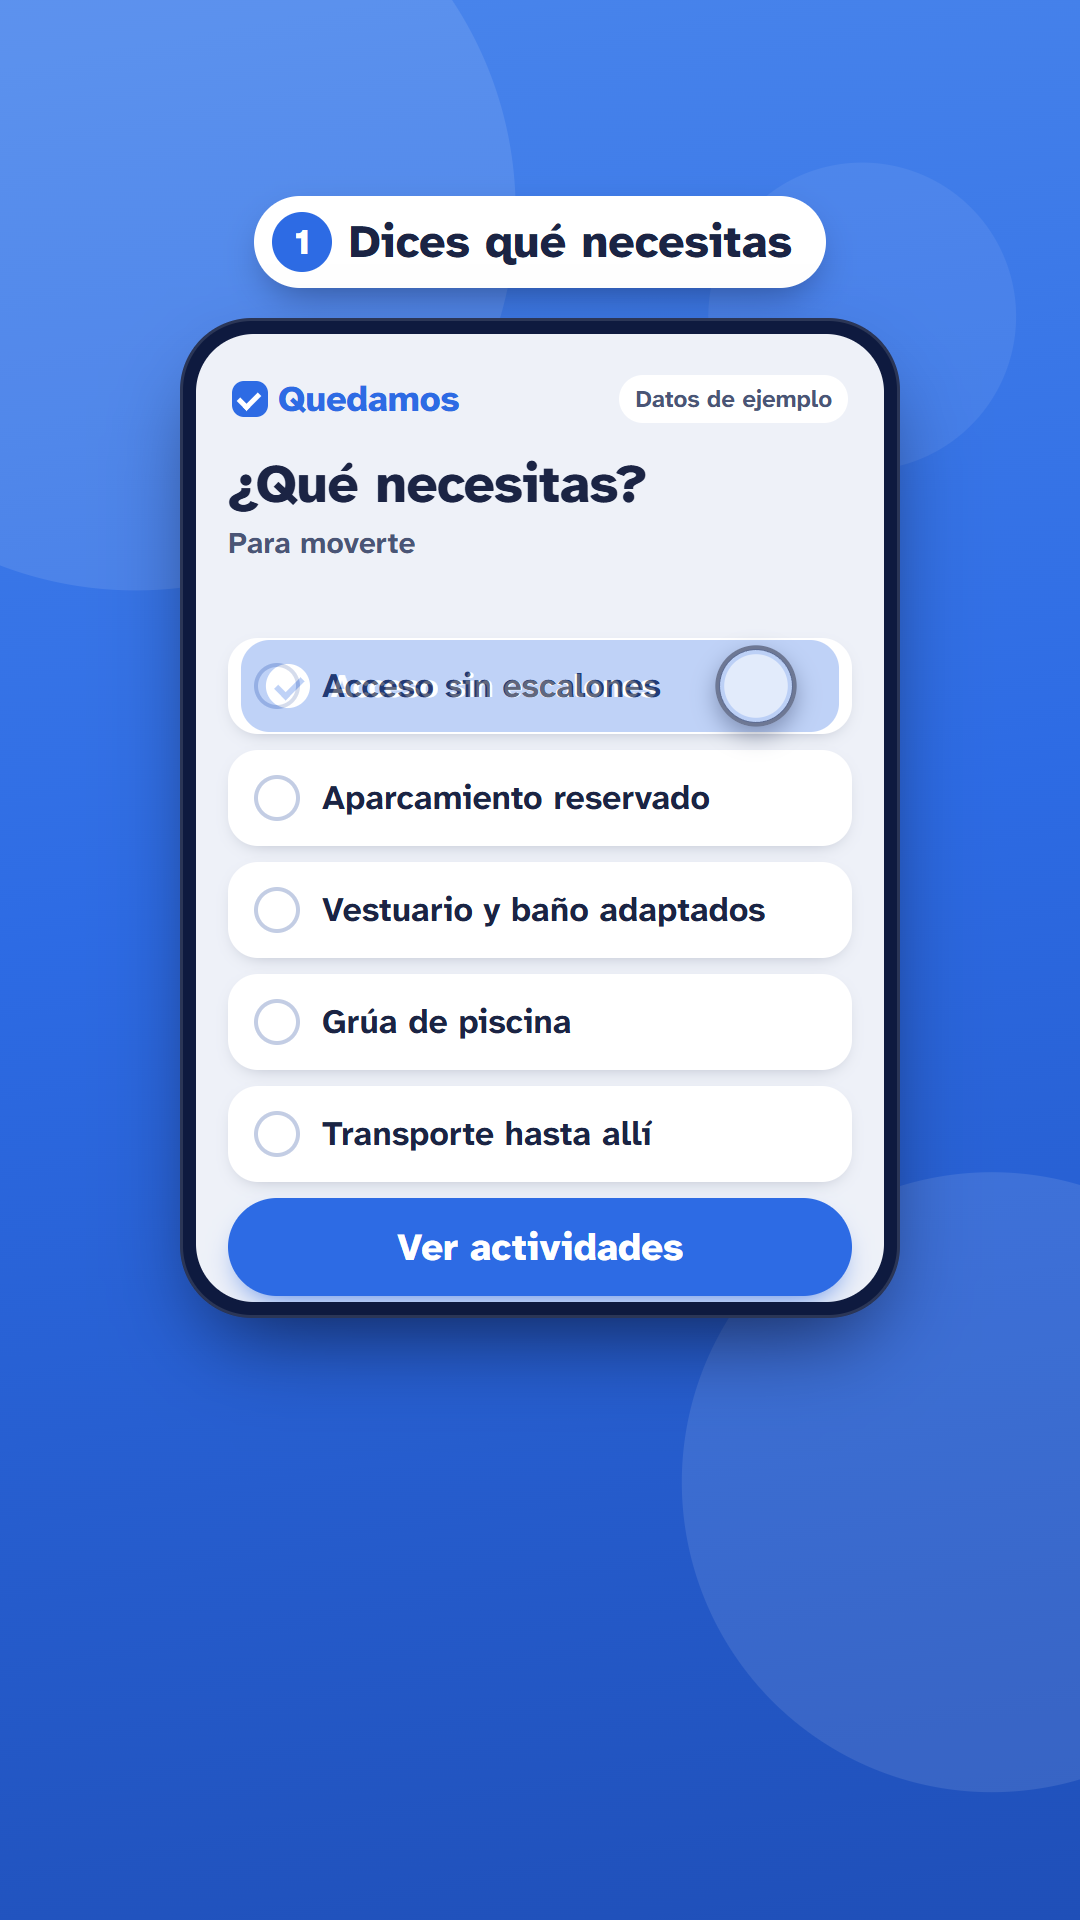 1 Dices qué necesitas
Quedamos
Datos de ejemplo
¿Qué necesitas?
Para moverte
Acceso sin escalones
Aparcamiento reservado
Vestuario y baño adaptados
Grúa de piscina
Transporte hasta allí
Ver actividades